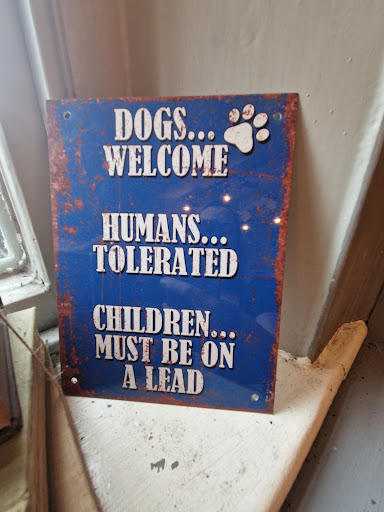 DOGS...
WELCOME
HUMANS...
TOLERATED
CHILDREN...
MUST BE ON
A LEAD